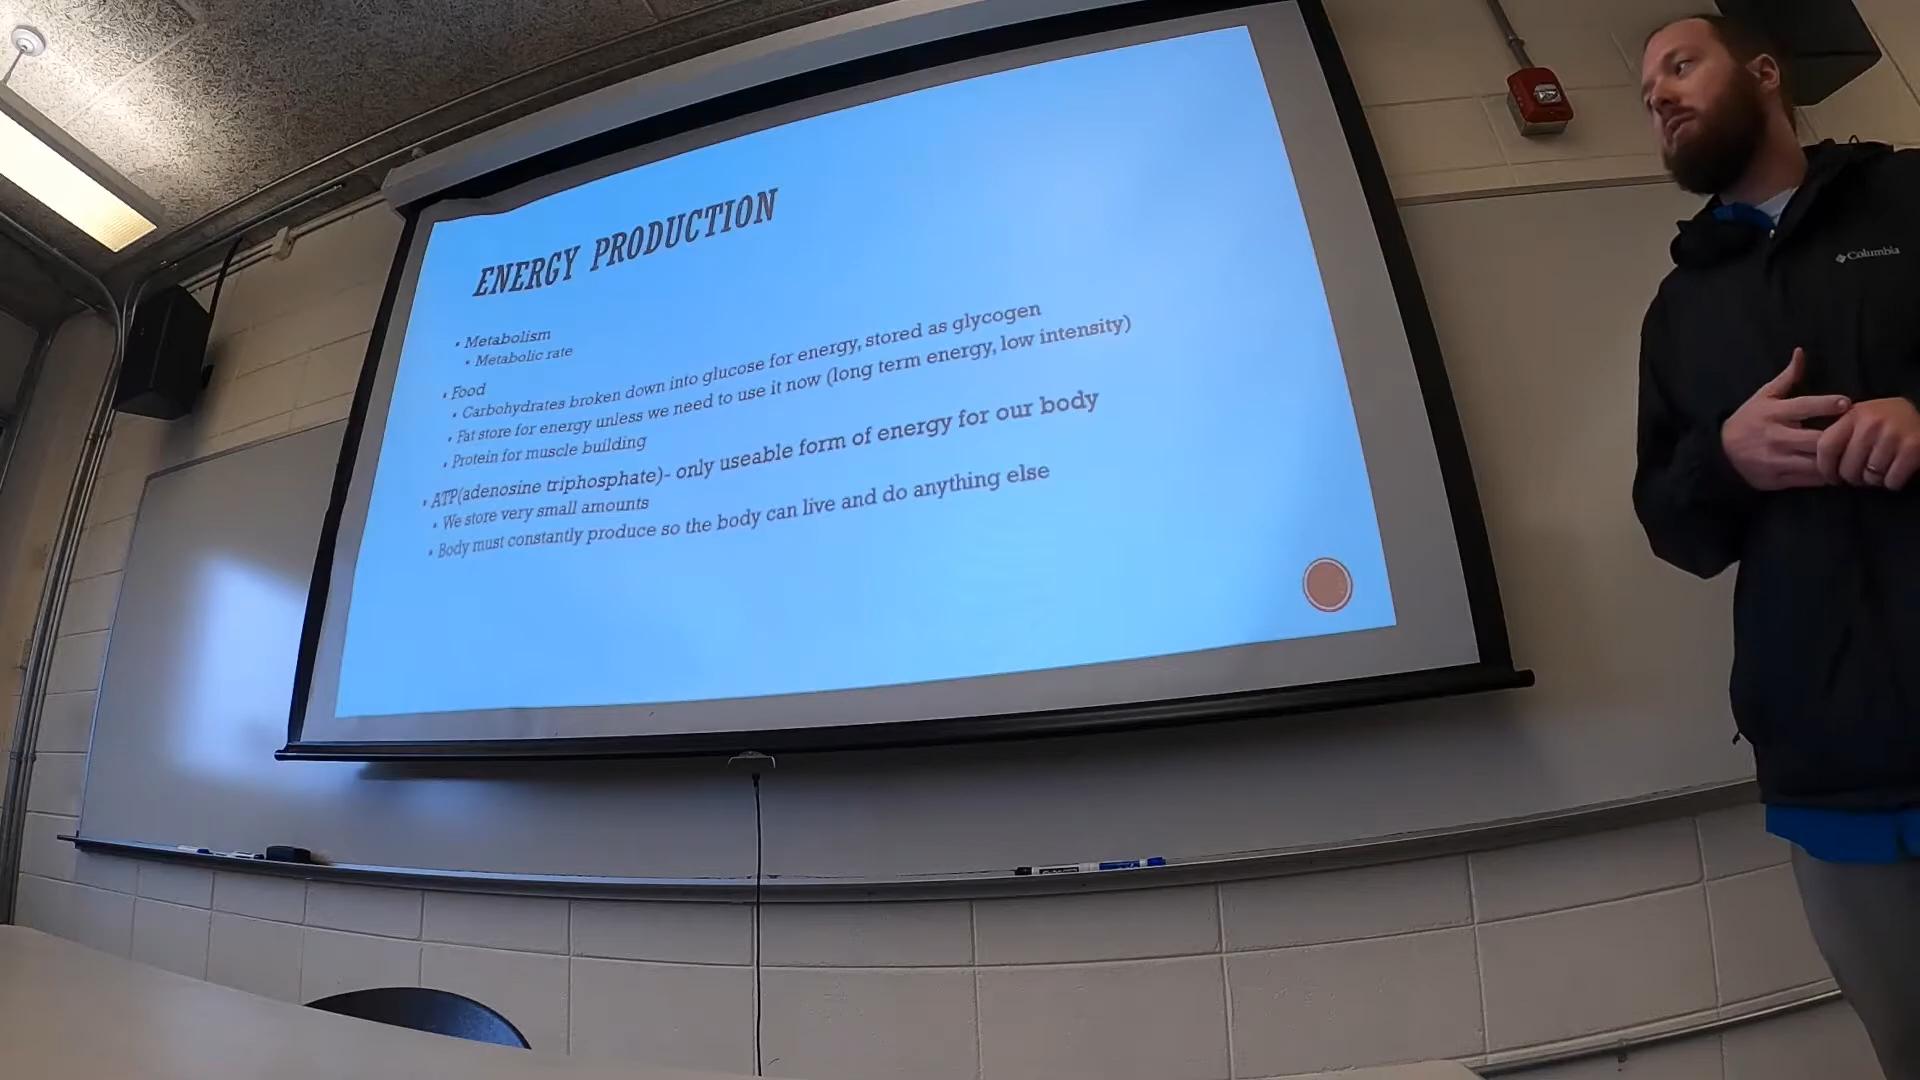 ENERGY PRODUCTION
Metabolism
Metabolic rate
Food
Carbohydrates broken down into glucose for energy, stored as glycogen
Fat store for energy unless we need to use it now (long term energy, low intensity)
Protein for muscle building
ATP(adenosine triphosphate)- only useable form of energy for our body
We store very small amounts
Body must constantly produce so the body can live and do anything else
Columbia